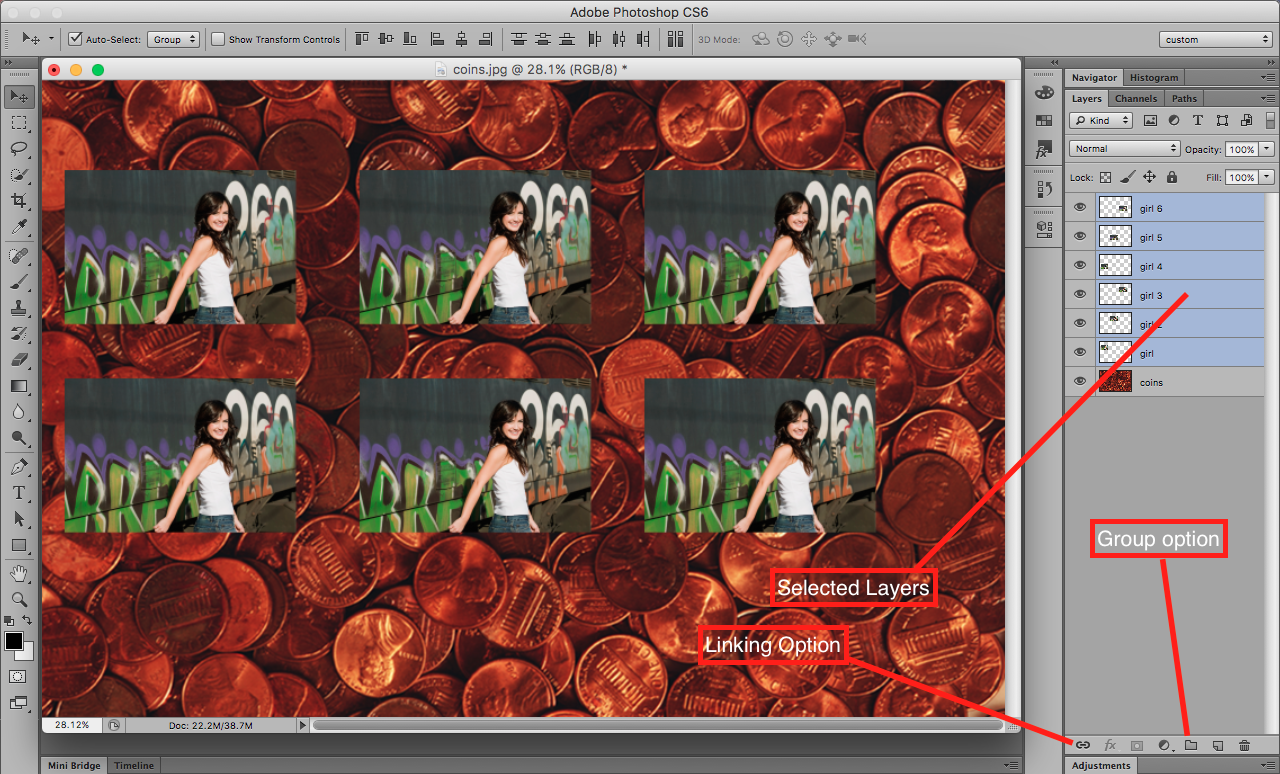 Adobe Photoshop CS6
Auto-Select: Group Show Transform Controls 3D Mode: custom
coins.jpg @ 28.1% (RGB/8) *
Navigator Histogram
Layers Channels Paths
Kind T
Normal Opacity: 100%
Lock: Fill: 100%
girl 6
girl 5
girl 4
girl 3
girl 2
girl
coins
T
Group option
Selected Layers
Linking Option
28.12% Doc: 22.2M/38.7M
fx
Mini Bridge Timeline
Adjustments